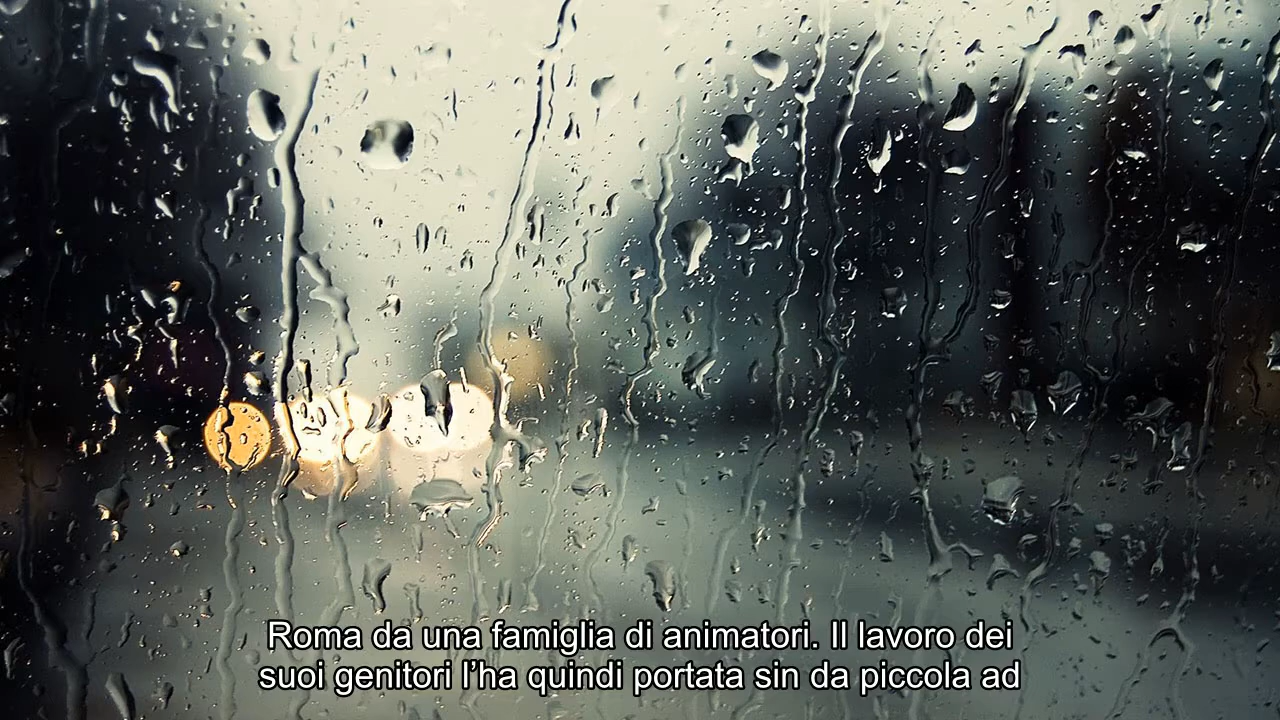 Roma da una famiglia di animatori. Il lavoro dei
suoi genitori l'ha quindi portata sin da piccola ad